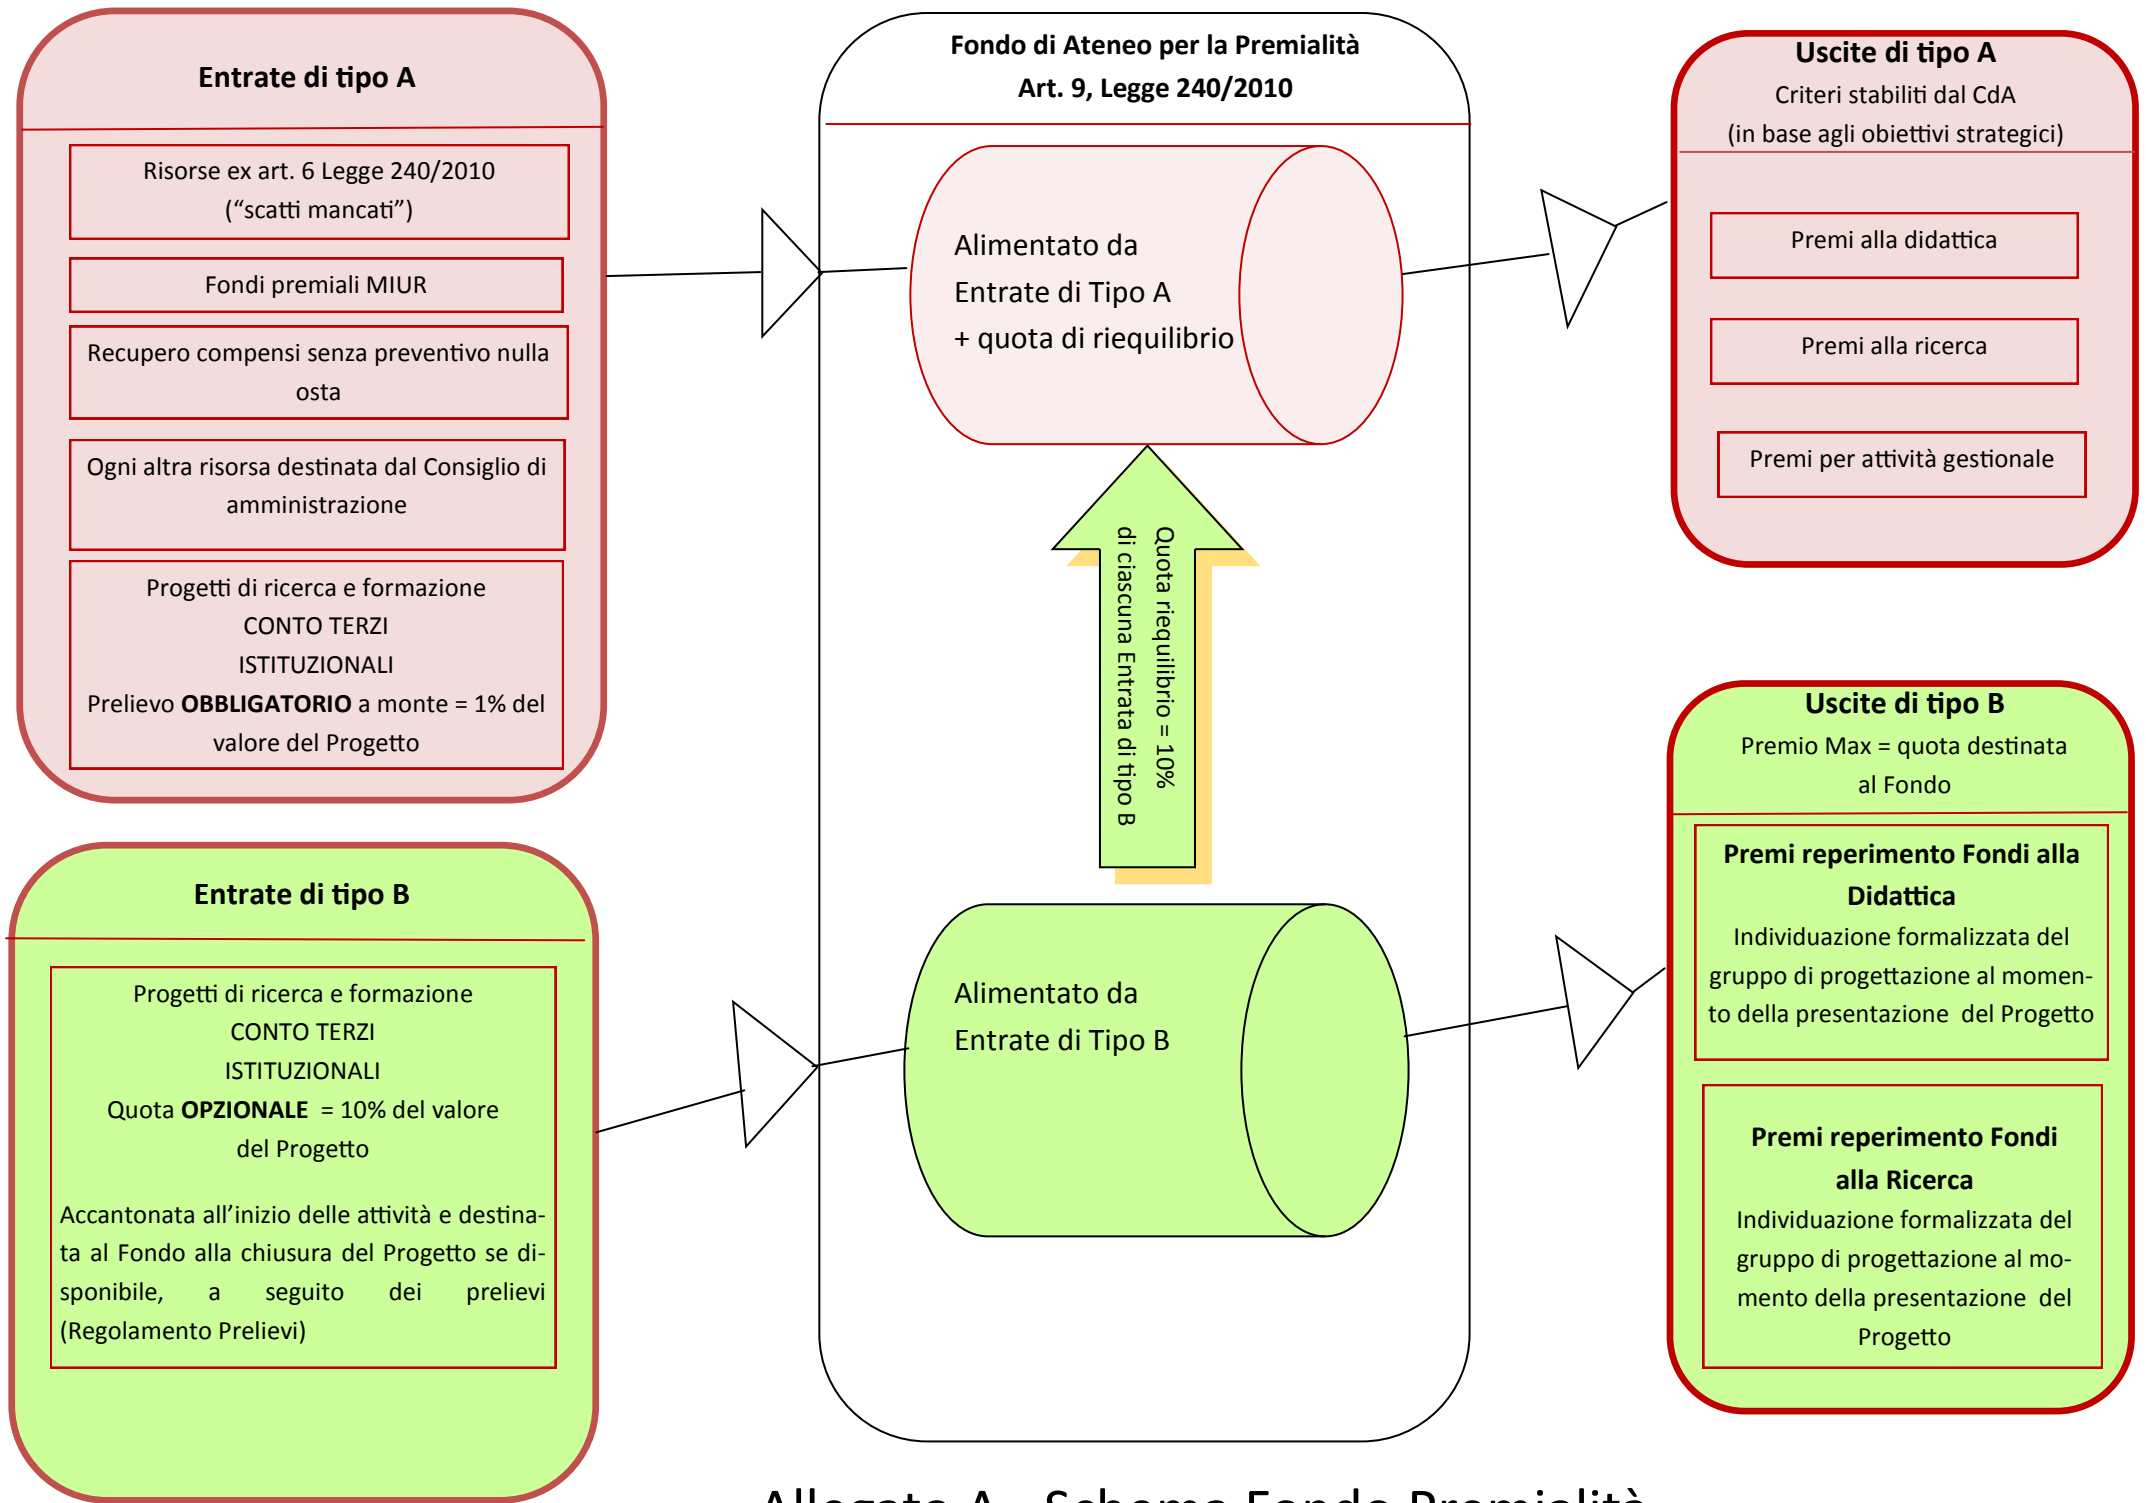 Entrate di tipo A
Risorse ex art. 6 Legge 240/2010
(“scatti mancati”)
Fondi premiali MIUR
Recupero compensi senza preventivo nulla
osta
Ogni altra risorsa destinata dal Consiglio di
amministrazione
Progetti di ricerca e formazione
CONTO TERZI
ISTITUZIONALI
Prelievo OBBLIGATORIO a monte = 1% del
valore del Progetto
Entrate di tipo B
Progetti di ricerca e formazione
CONTO TERZI
ISTITUZIONALI
Quota OPZIONALE = 10% del valore
del Progetto
Accantonata all’inizio delle attività e destina-
ta al Fondo alla chiusura del Progetto se di-
sponibile, a seguito dei prelievi
(Regolamento Prelievi)
Fondo di Ateneo per la Premialità
Art. 9, Legge 240/2010
Alimentato da
Entrate di Tipo A
+ quota di riequilibrio
Quota riequilibrio = 10%
di ciascuna Entrata di tipo B
Alimentato da
Entrate di Tipo B
Uscite di tipo A
Criteri stabiliti dal CdA
(in base agli obiettivi strategici)
Premi alla didattica
Premi alla ricerca
Premi per attività gestionale
Uscite di tipo B
Premio Max = quota destinata
al Fondo
Premi reperimento Fondi alla
Didattica
Individuazione formalizzata del
gruppo di progettazione al momen-
to della presentazione del Progetto
Premi reperimento Fondi
alla Ricerca
Individuazione formalizzata del
gruppo di progettazione al mo-
mento della presentazione del
Progetto
Allegato A - Schema Fondo Premialità